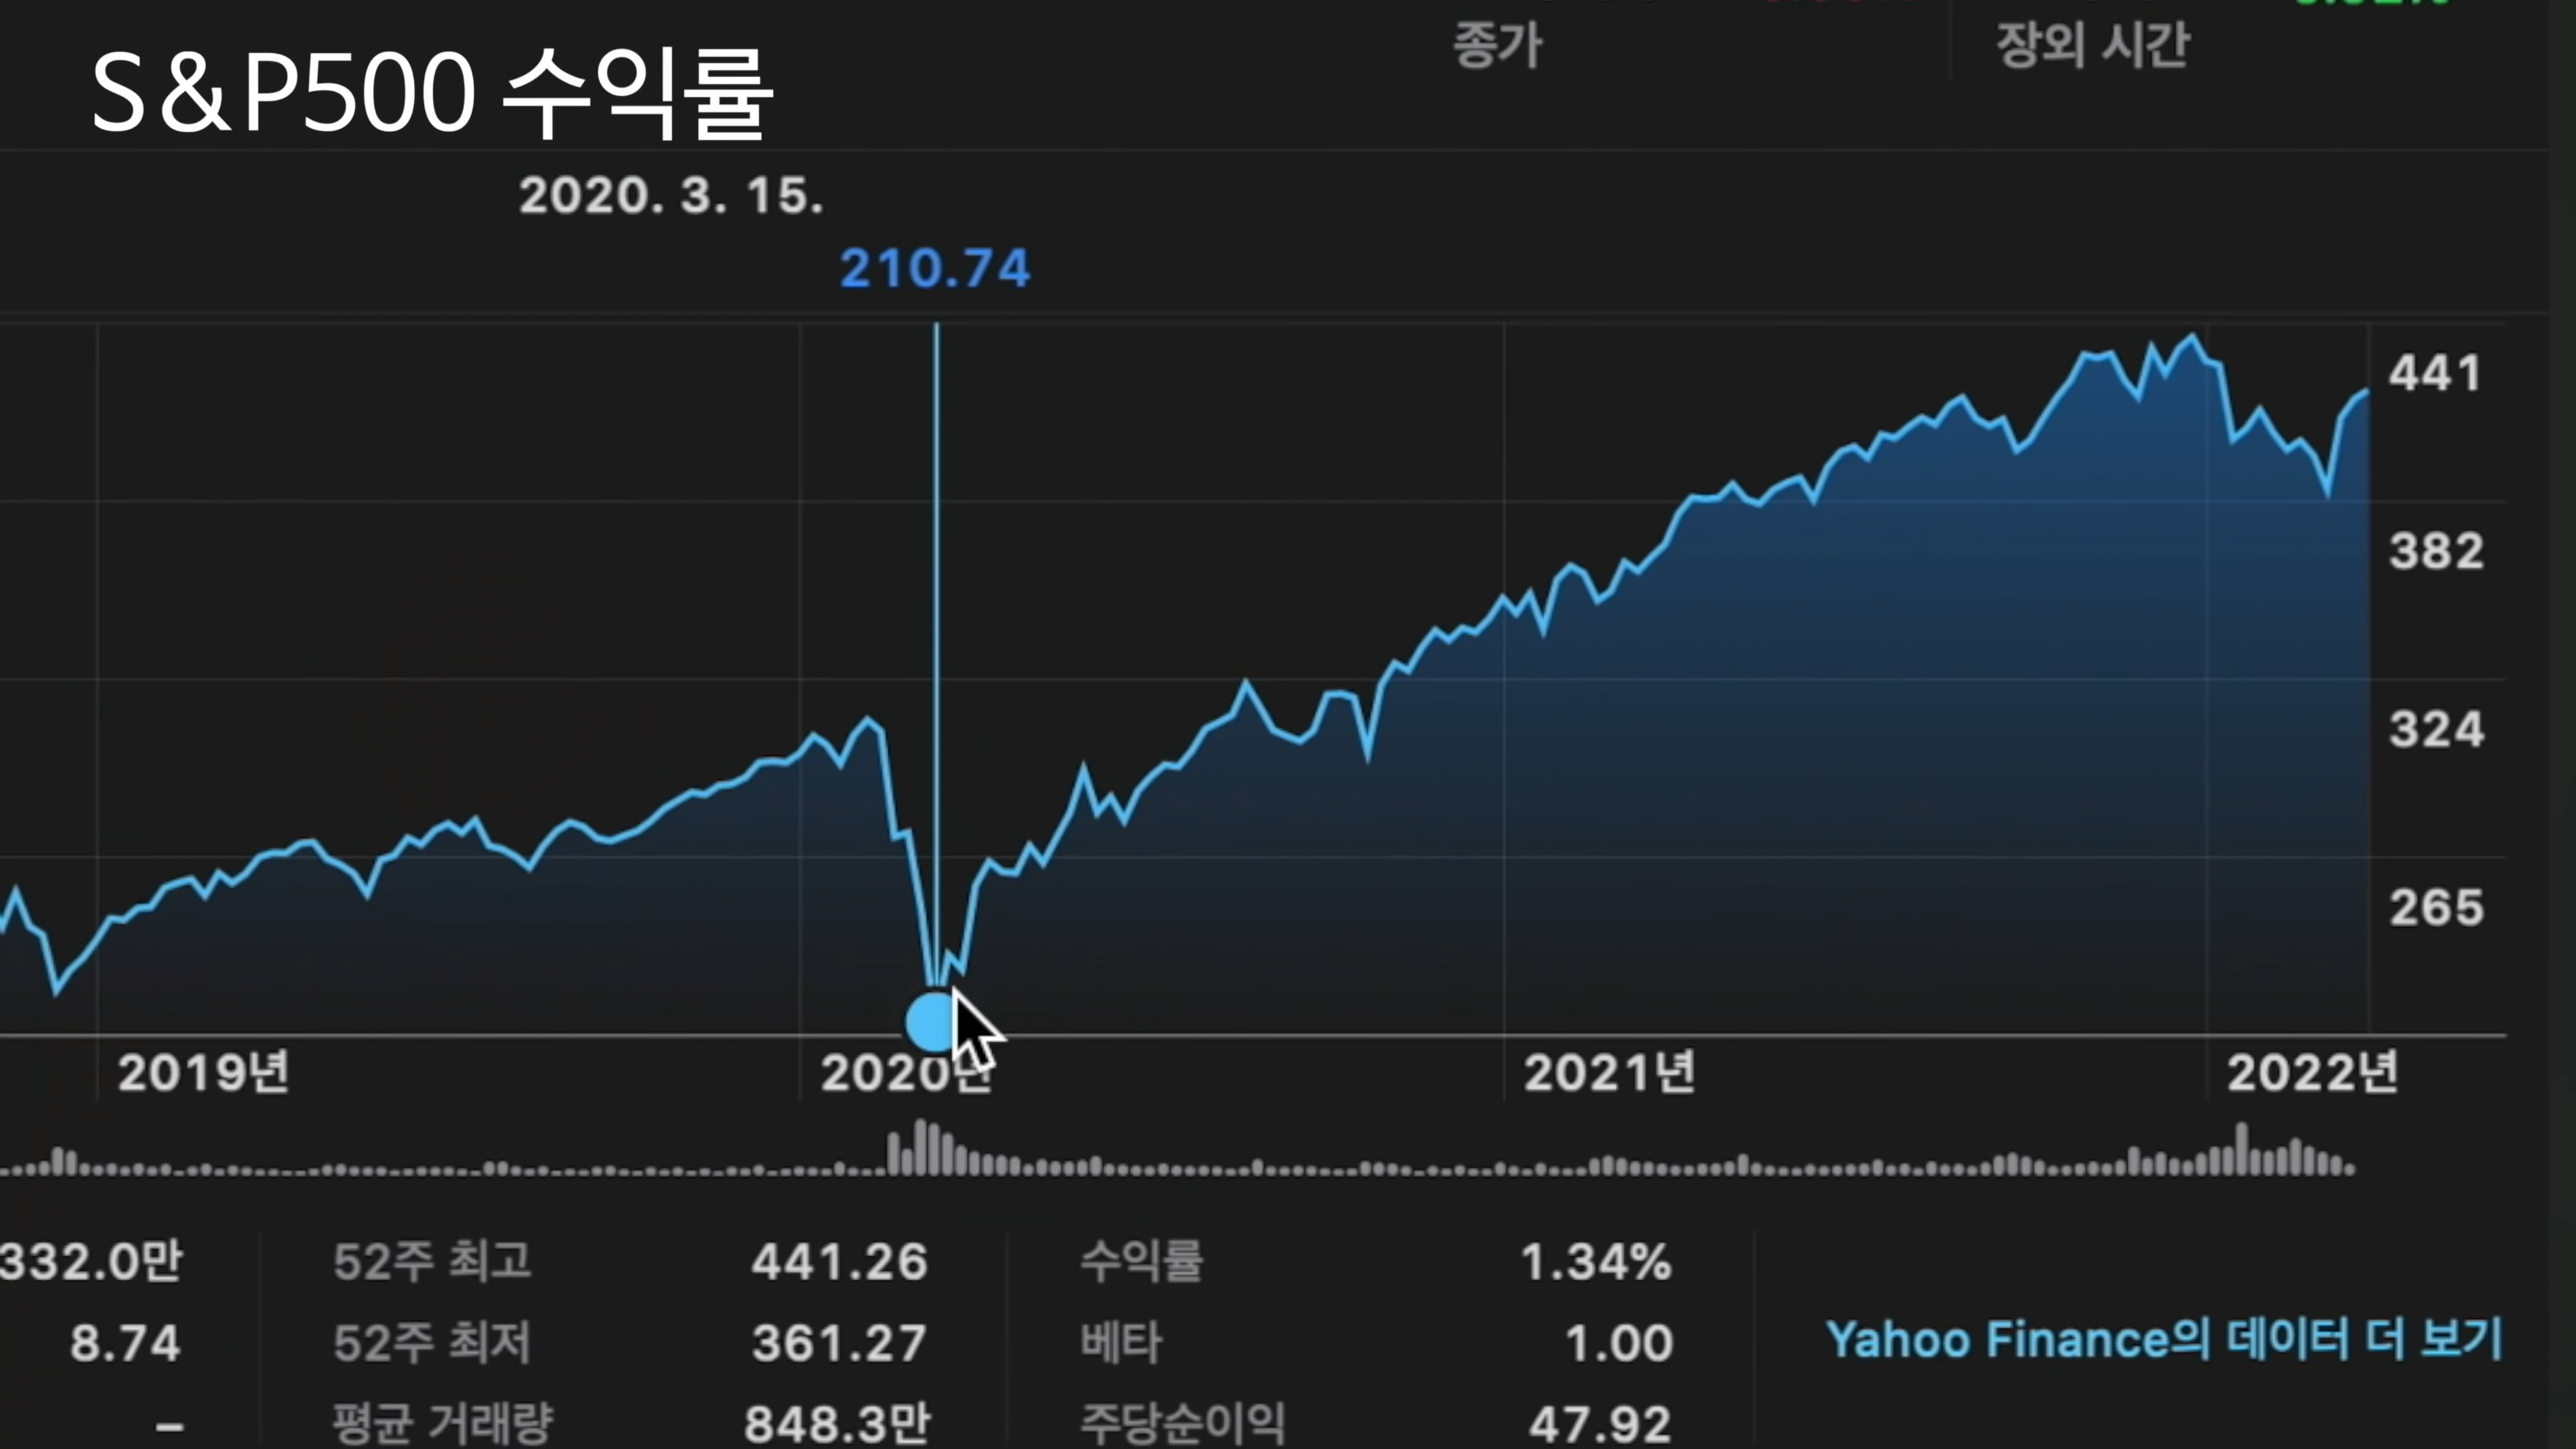 종가
장외 시간
S&P500 수익률
2020. 3. 15.
210.74
441
382
324
265
2019년
2020년
2021년
2022년
332.0만
52주 최고
441.26
수익률
1.34%
8.74
52주 최저
361.27
베타
1.00
Yahoo Finance의 데이터 더 보기
–
평균 거래량
848.3만
주당순이익
47.92